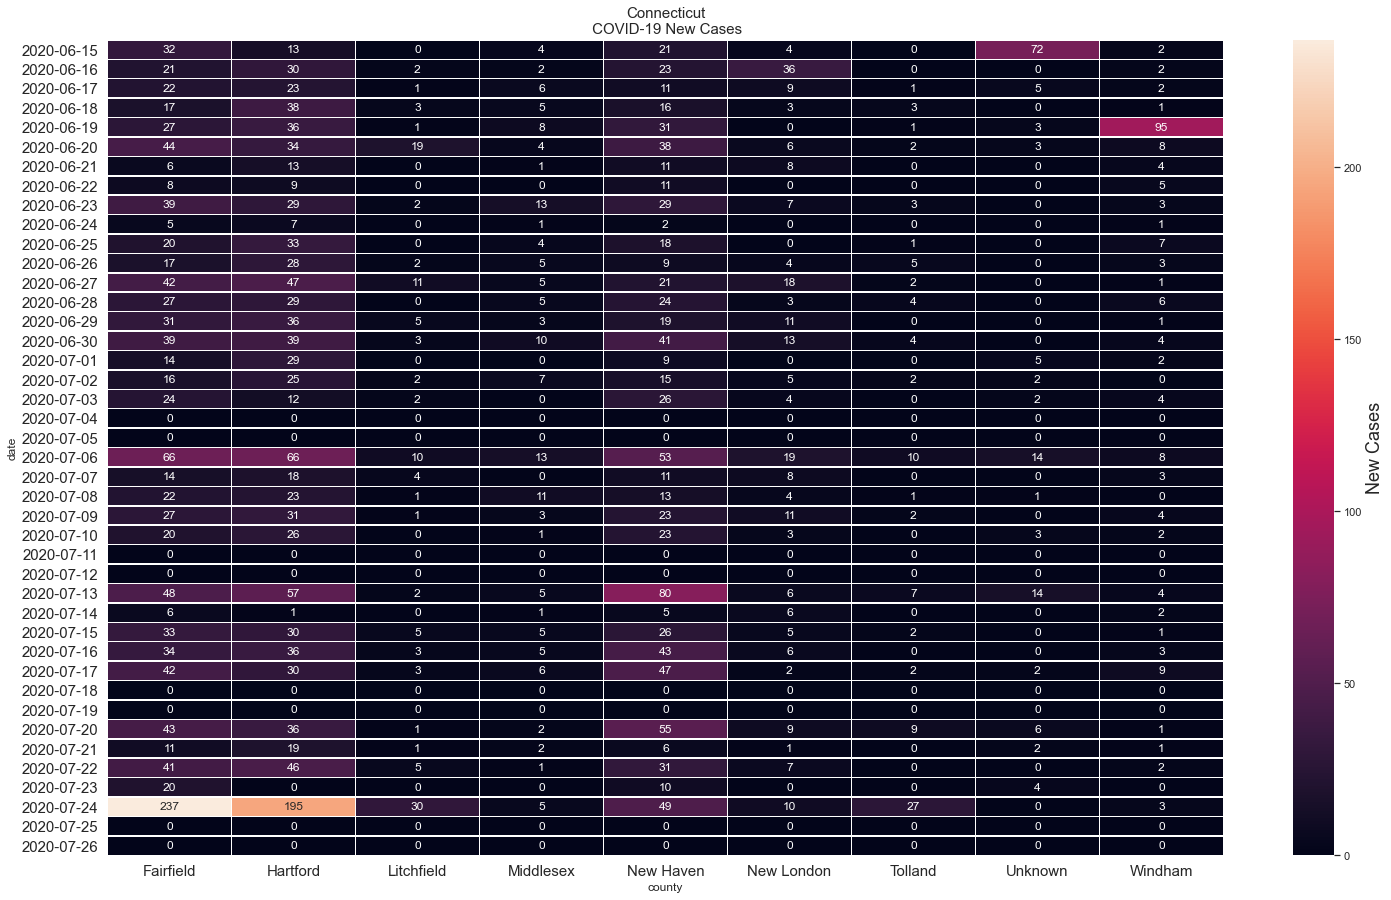 Connecticut
COVID-19 New Cases
2020-06-15 32 13 0 4 21 4 0 72 2
2020-06-16 21 30 2 2 23 36 0 0 2
2020-06-17 22 23 1 6 11 9 1 5 2
2020-06-18 17 38 3 5 16 3 3 0 1
2020-06-19 27 36 1 8 31 0 1 3 95
2020-06-20 44 34 19 4 38 6 2 3 8
2020-06-21 6 13 0 1 11 8 0 0 4
2020-06-22 8 9 0 0 11 0 0 0 5
2020-06-23 39 29 2 13 29 7 3 0 3
2020-06-24 5 7 0 1 2 0 0 0 1
2020-06-25 20 33 0 4 18 0 1 0 7
2020-06-26 17 28 2 5 9 4 5 0 3
2020-06-27 42 47 11 5 21 18 2 0 1
2020-06-28 27 29 0 5 24 3 4 0 6
2020-06-29 31 36 5 3 19 11 0 0 1
2020-06-30 39 39 3 10 41 13 4 0 4
2020-07-01 14 29 0 0 9 0 0 5 2
2020-07-02 16 25 2 7 15 5 2 2 0
2020-07-03 24 12 2 0 26 4 0 2 4
2020-07-04 0 0 0 0 0 0 0 0 0
2020-07-05 0 0 0 0 0 0 0 0 0
2020-07-06 66 66 10 13 53 19 10 14 8
2020-07-07 14 18 4 0 11 8 0 0 3
2020-07-08 22 23 1 11 13 4 1 1 0
2020-07-09 27 31 1 3 23 11 2 0 4
2020-07-10 20 26 0 1 23 3 0 3 2
2020-07-11 0 0 0 0 0 0 0 0 0
2020-07-12 0 0 0 0 0 0 0 0 0
2020-07-13 48 57 2 5 80 6 7 14 4
2020-07-14 6 1 0 1 5 6 0 0 2
2020-07-15 33 30 5 5 26 5 2 0 1
2020-07-16 34 36 3 5 43 6 0 0 3
2020-07-17 42 30 3 6 47 2 2 2 9
2020-07-18 0 0 0 0 0 0 0 0 0
2020-07-19 0 0 0 0 0 0 0 0 0
2020-07-20 43 36 1 2 55 9 9 6 1
2020-07-21 11 19 1 2 6 1 0 2 1
2020-07-22 41 46 5 1 31 7 0 0 2
2020-07-23 20 0 0 0 10 0 0 4 0
2020-07-24 237 195 30 5 49 10 27 0 3
2020-07-25 0 0 0 0 0 0 0 0 0
2020-07-26 0 0 0 0 0 0 0 0 0
Fairfield Hartford Litchfield Middlesex New Haven New London Tolland Unknown Windham
county
date
200
150
100
50
0
New Cases